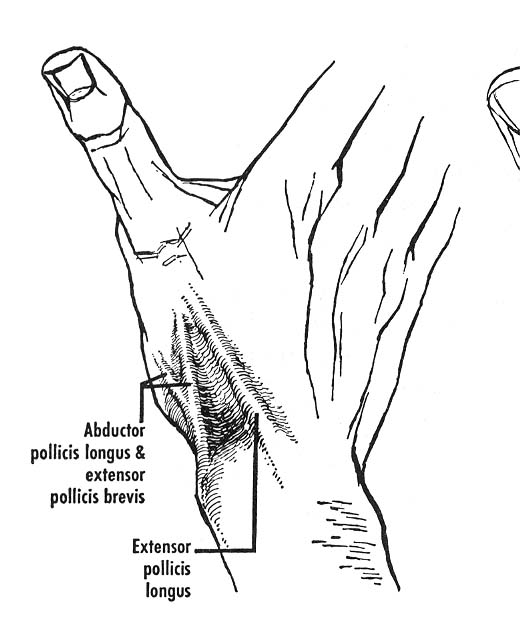 Abductor
pollicis longus &
extensor
pollicis brevis
Extensor
pollicis
longus